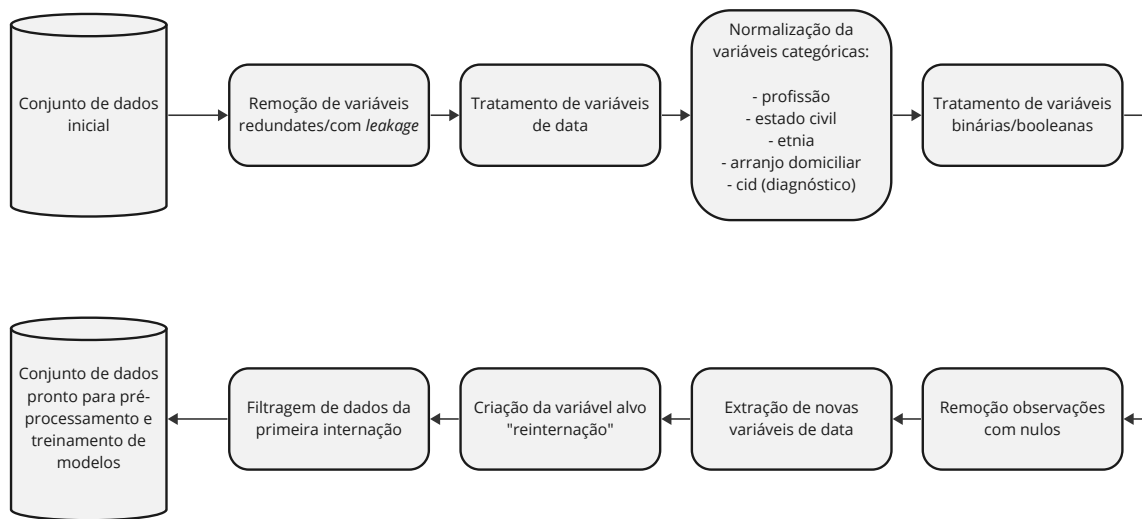 Conjunto de dados
inicial
Remoção de variáveis
redundates/com leakage
Tratamento de variáveis
de data
Normalização da
variáveis categóricas:
- profissão
- estado civil
- etnia
- arranjo domiciliar
- cid (diagnóstico)
Tratamento de variáveis
binárias/booleanas
Remoção observações
com nulos
Extração de novas
variáveis de data
Criação da variável alvo
"reinternação"
Filtragem de dados da
primeira internação
Conjunto de dados
pronto para pré-
processamento e
treinamento de
modelos